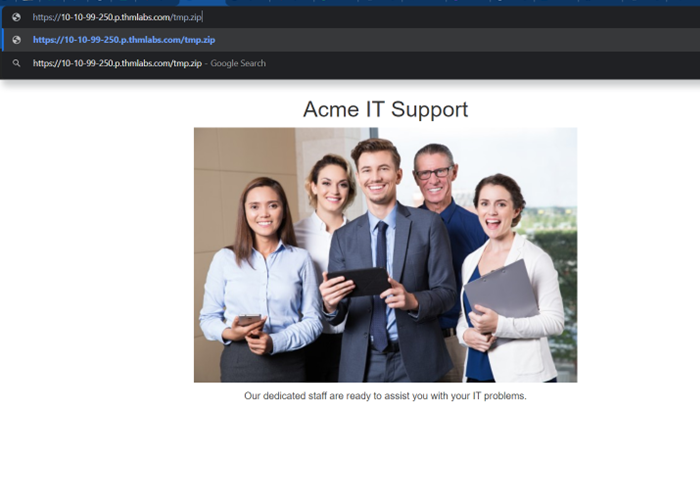 https://10-10-99-250.p.thmlabs.com/tmp.zip
https://10-10-99-250.p.thmlabs.com/tmp.zip
https://10-10-99-250.p.thmlabs.com/tmp.zip - Google Search
Acme IT Support
Our dedicated staff are ready to assist you with your IT problems.